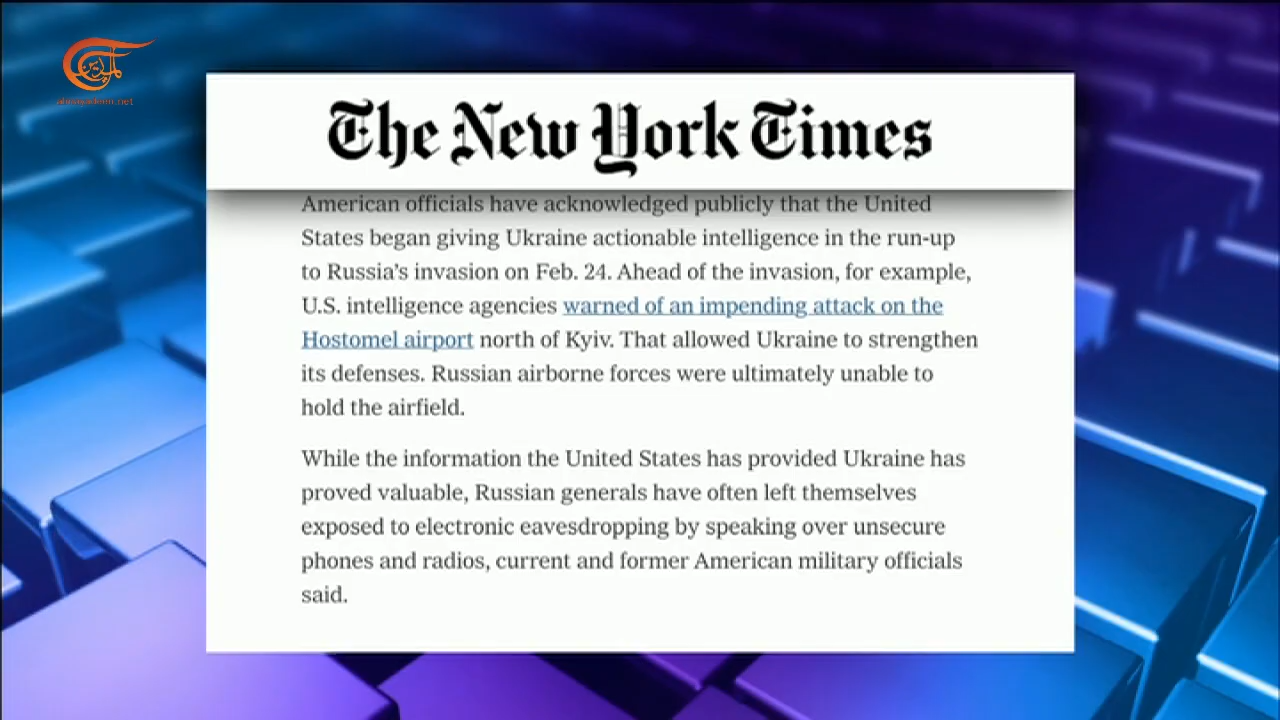 الميادين
almayadeen.net
The New York Times
American officials have acknowledged publicly that the United
States began giving Ukraine actionable intelligence in the run-up
to Russia’s invasion on Feb. 24. Ahead of the invasion, for example,
U.S. intelligence agencies warned of an impending attack on the
Hostomel airport north of Kyiv. That allowed Ukraine to strengthen
its defenses. Russian airborne forces were ultimately unable to
hold the airfield.
While the information the United States has provided Ukraine has
proved valuable, Russian generals have often left themselves
exposed to electronic eavesdropping by speaking over unsecure
phones and radios, current and former American military officials
said.